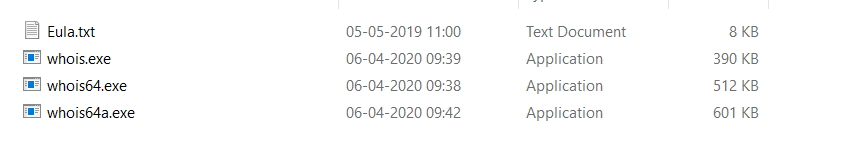 Eula.txt 05-05-2019 11:00 Text Document 8 KB
whois.exe 06-04-2020 09:39 Application 390 KB
whois64.exe 06-04-2020 09:38 Application 512 KB
whois64a.exe 06-04-2020 09:42 Application 601 KB